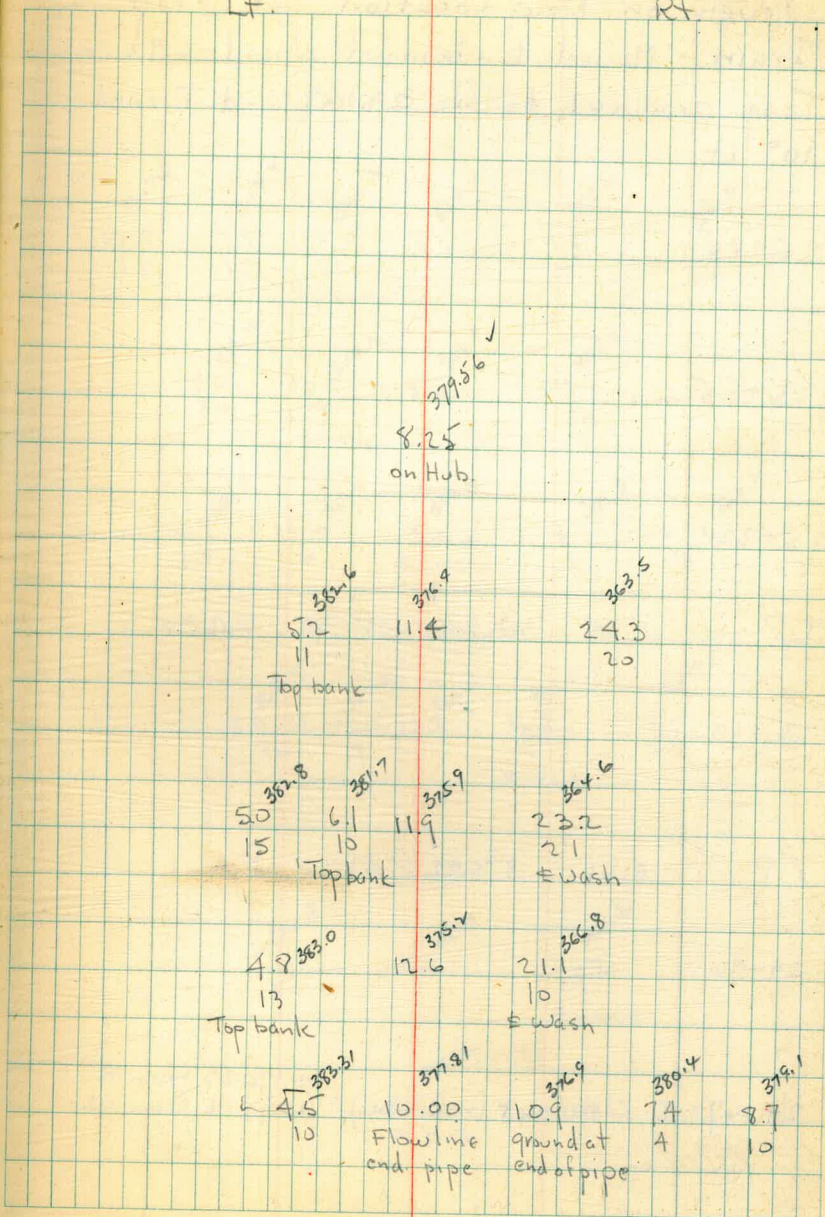 Lt. Rt.
379.56 ✓
8.25
on Hub.
382.6 376.4 363.5
5.2 11.4 24.3
11 20
Top bank
382.8 381.7 375.9 364.6
5.0 6.1 11.9 23.2
15 10 21
Top bank ℄ Wash
383.0 375.2 366.8
4.8 12.6 21.1
13 10
Top bank ℄ Wash
383.31 377.81 376.9 380.4 379.1
4.5 10.00 10.9 7.4 8.7
10 Flowline ground at 4 10
end pipe end of pipe